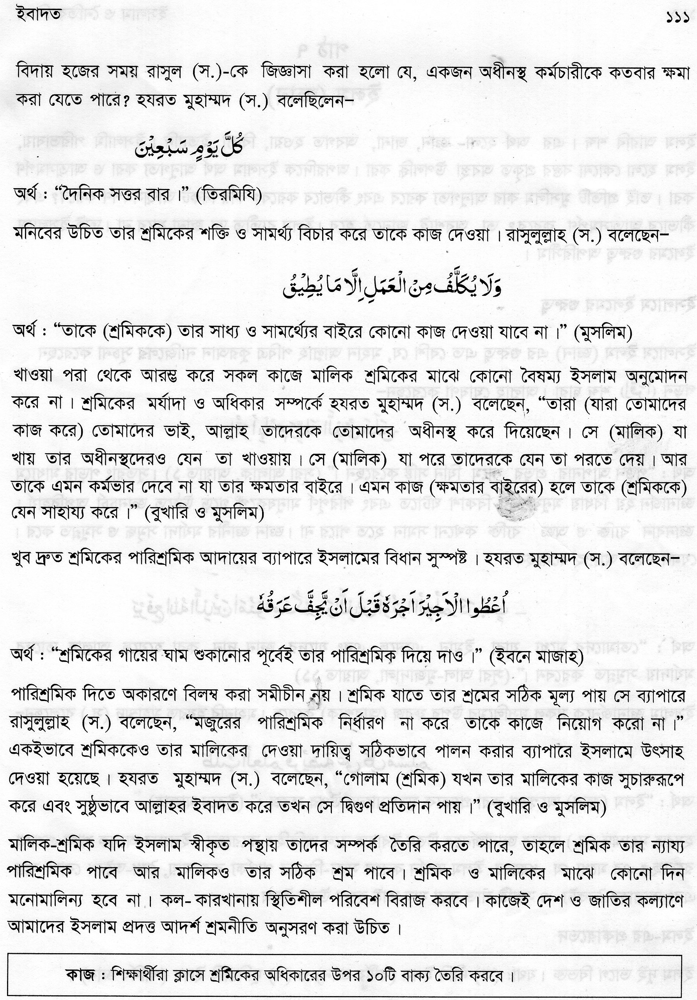 ইবাদত ১১১
বিদায় হজের সময় রাসুল (স.)-কে জিজ্ঞাসা করা হলো যে, একজন অধীনস্থ কর্মচারীকে কতবার ক্ষমা
করা যেতে পারে? হযরত মুহাম্মদ (স.) বলেছিলেন–
كُلَّ يَوْمٍ سَبْعِيْنَ
অর্থ : “দৈনিক সত্তর বার।” (তিরমিযি)
মনিবের উচিত তার শ্রমিকের শক্তি ও সামর্থ্য বিচার করে তাকে কাজ দেওয়া। রাসুলুল্লাহ (স.) বলেছেন–
وَلَا يُكَلَّفُ مِنْ الْعَمَلِ اِلَّا مَا يُطِيْقُ
অর্থ : “তাকে (শ্রমিককে) তার সাধ্য ও সামর্থ্যের বাইরে কোনো কাজ দেওয়া যাবে না।” (মুসলিম)
খাওয়া পরা থেকে আরম্ভ করে সকল কাজে মালিক শ্রমিকের মাঝে কোনো বৈষম্য ইসলাম অনুমোদন
করে না। শ্রমিকের মর্যাদা ও অধিকার সম্পর্কে হযরত মুহাম্মদ (স.) বলেছেন, “তারা (যারা তোমাদের
কাজ করে) তোমাদের ভাই, আল্লাহ তাদেরকে তোমাদের অধীনস্থ করে দিয়েছেন। সে (মালিক) যা
খায় তার অধীনস্থদেরও যেন তা খাওয়ায়। সে (মালিক) যা পরে তাদেরকে যেন তা পরতে দেয়। আর
তাকে এমন কর্মভার দেবে না যা তার ক্ষমতার বাইরে। এমন কাজ (ক্ষমতার বাইরের) হলে তাকে (শ্রমিককে)
যেন সাহায্য করে।” (বুখারি ও মুসলিম)
খুব দ্রুত শ্রমিকের পারিশ্রমিক আদায়ের ব্যাপারে ইসলামের বিধান সুস্পষ্ট। হযরত মুহাম্মদ (স.) বলেছেন–
اُعْطُوا الْاَجِيْرَ اَجْرَهٗ قَبْلَ اَنْ يَّجِفَّ عَرَقُهٗ
অর্থ : “শ্রমিকের গায়ের ঘাম শুকানোর পূর্বেই তার পারিশ্রমিক দিয়ে দাও।” (ইবনে মাজাহ)
পারিশ্রমিক দিতে অকারণে বিলম্ব করা সমীচীন নয়। শ্রমিক যাতে তার শ্রমের সঠিক মূল্য পায় সে ব্যাপারে
রাসুলুল্লাহ (স.) বলেছেন, “মজুরের পারিশ্রমিক নির্ধারণ না করে তাকে কাজে নিয়োগ করো না।”
একইভাবে শ্রমিককেও তার মালিকের দেওয়া দায়িত্ব সঠিকভাবে পালন করার ব্যাপারে ইসলামে উৎসাহ
দেওয়া হয়েছে। হযরত মুহাম্মদ (স.) বলেছেন, “গোলাম (শ্রমিক) যখন তার মালিকের কাজ সুচারুরূপে
করে এবং সুষ্ঠুভাবে আল্লাহর ইবাদত করে তখন সে দ্বিগুণ প্রতিদান পায়।” (বুখারি ও মুসলিম)
মালিক-শ্রমিক যদি ইসলাম স্বীকৃত পন্থায় তাদের সম্পর্ক তৈরি করতে পারে, তাহলে শ্রমিক তার ন্যায্য
পারিশ্রমিক পাবে আর মালিকও তার সঠিক শ্রম পাবে। শ্রমিক ও মালিকের মাঝে কোনো দিন
মনোমালিন্য হবে না। কল- কারখানায় স্থিতিশীল পরিবেশ বিরাজ করবে। কাজেই দেশ ও জাতির কল্যাণে
আমাদের ইসলাম প্রদত্ত আদর্শ শ্রমনীতি অনুসরণ করা উচিত।
কাজ : শিক্ষার্থীরা ক্লাসে শ্রমিকের অধিকারের উপর ১০টি বাক্য তৈরি করবে।